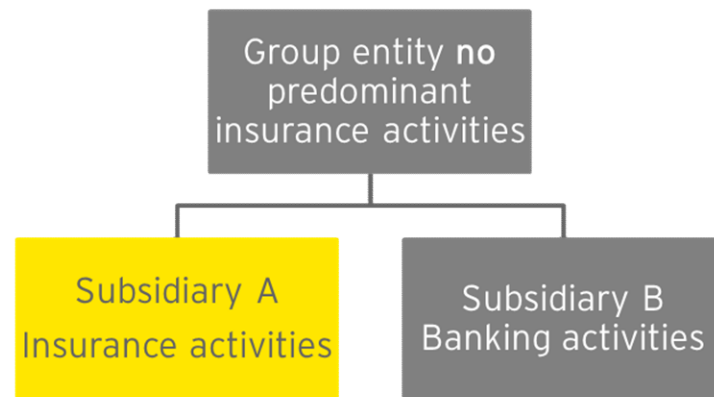 Group entity no
predominant
insurance activities
Subsidiary A
Insurance activities
Subsidiary B
Banking activities